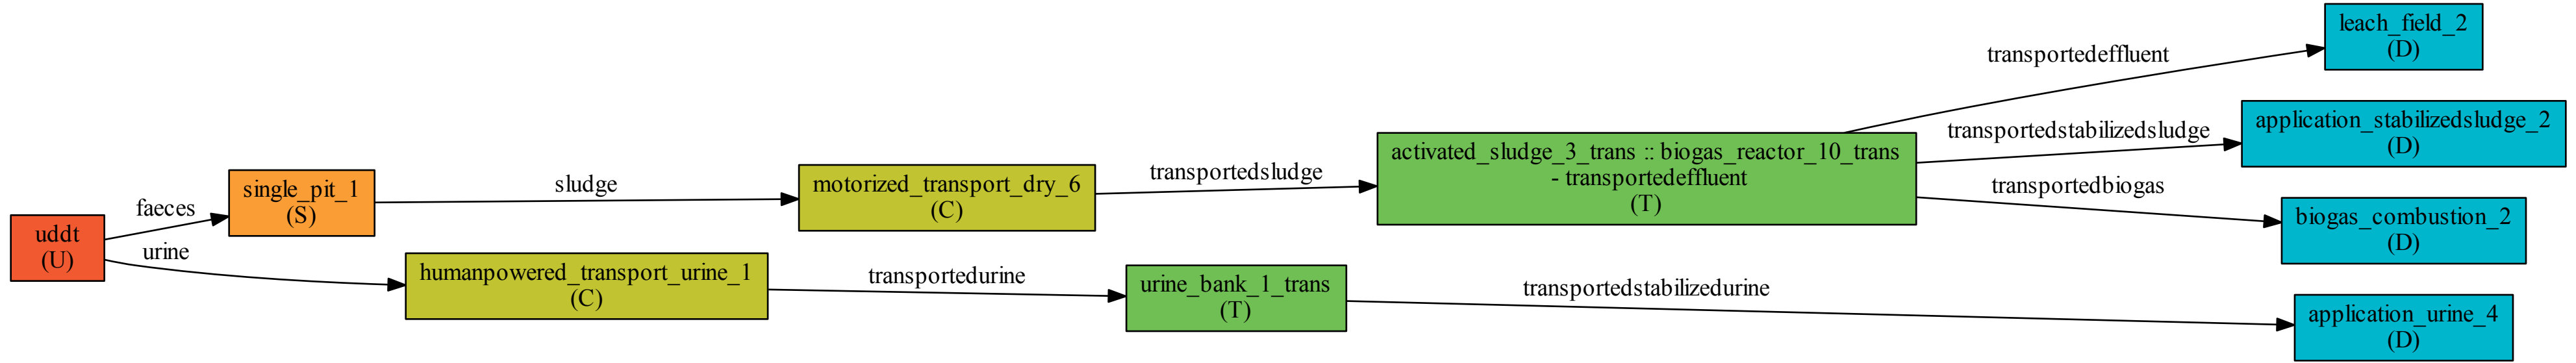 uddt
(U)
faeces
urine
single_pit_1
(S)
sludge
humanpowered_transport_urine_1
(C)
motorized_transport_dry_6
(C)
transportedurine
transportedsludge
urine_bank_1_trans
(T)
activated_sludge_3_trans :: biogas_reactor_10_trans
- transportedeffluent
(T)
transportedstabilizedurine
transportedeffluent
transportedstabilizedsludge
transportedbiogas
leach_field_2
(D)
application_stabilizedsludge_2
(D)
biogas_combustion_2
(D)
application_urine_4
(D)